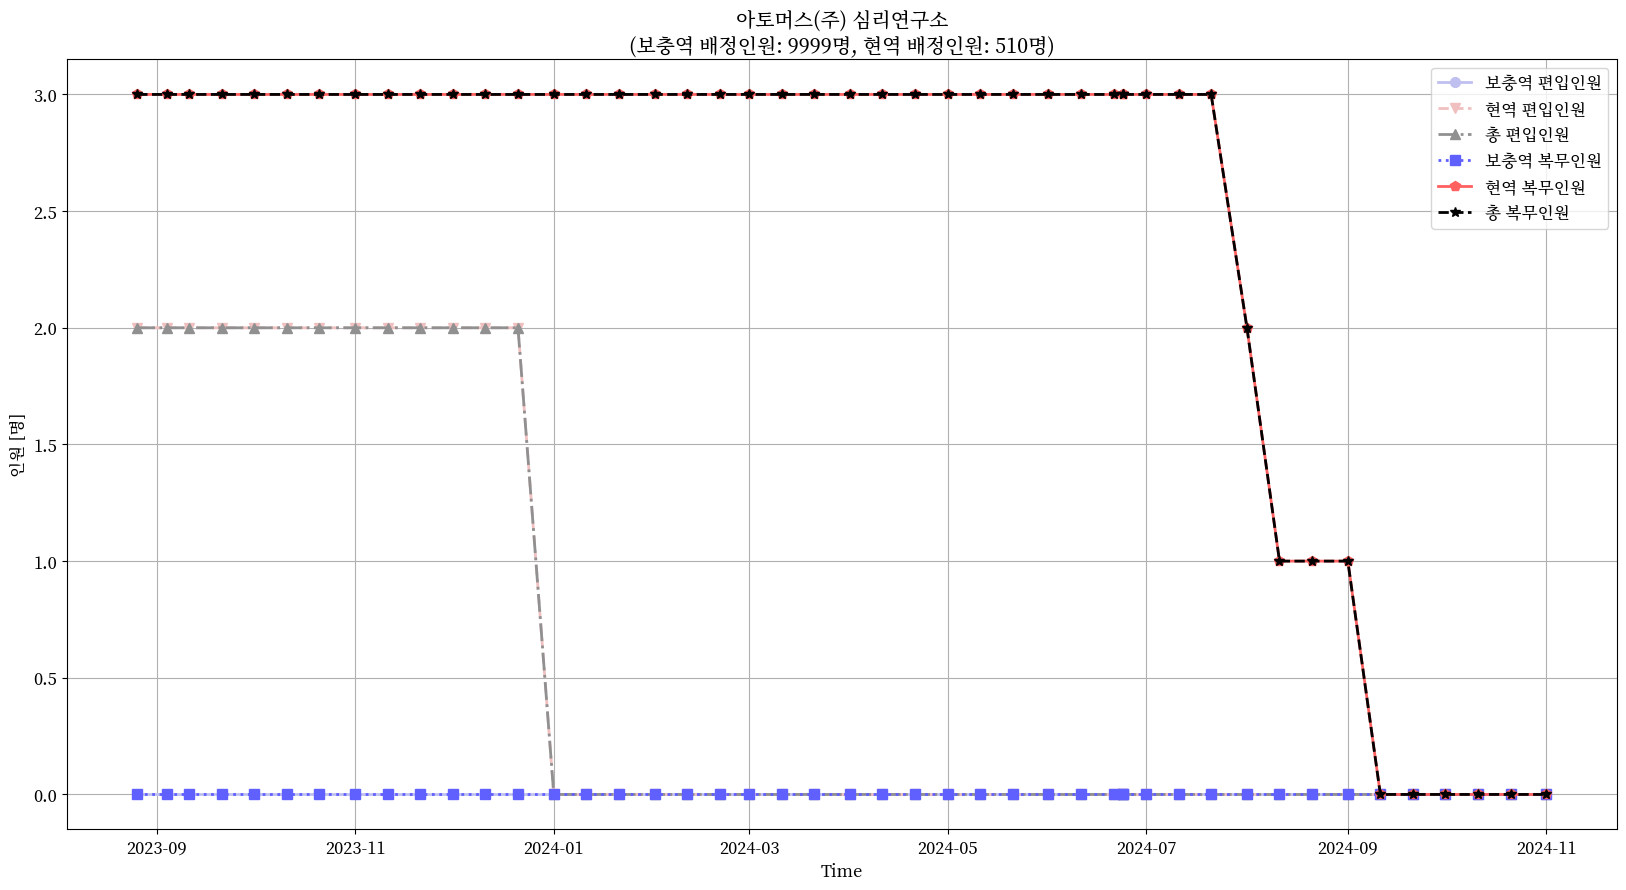 아토머스(주) 심리연구소
(보충역 배정인원: 9999명, 현역 배정인원: 510명)
보충역 편입인원
현역 편입인원
총 편입인원
보충역 복무인원
현역 복무인원
총 복무인원
인원 [명]
3.0
2.5
2.0
1.5
1.0
0.5
0.0
2023-09
2023-11
2024-01
2024-03
2024-05
2024-07
2024-09
2024-11
Time